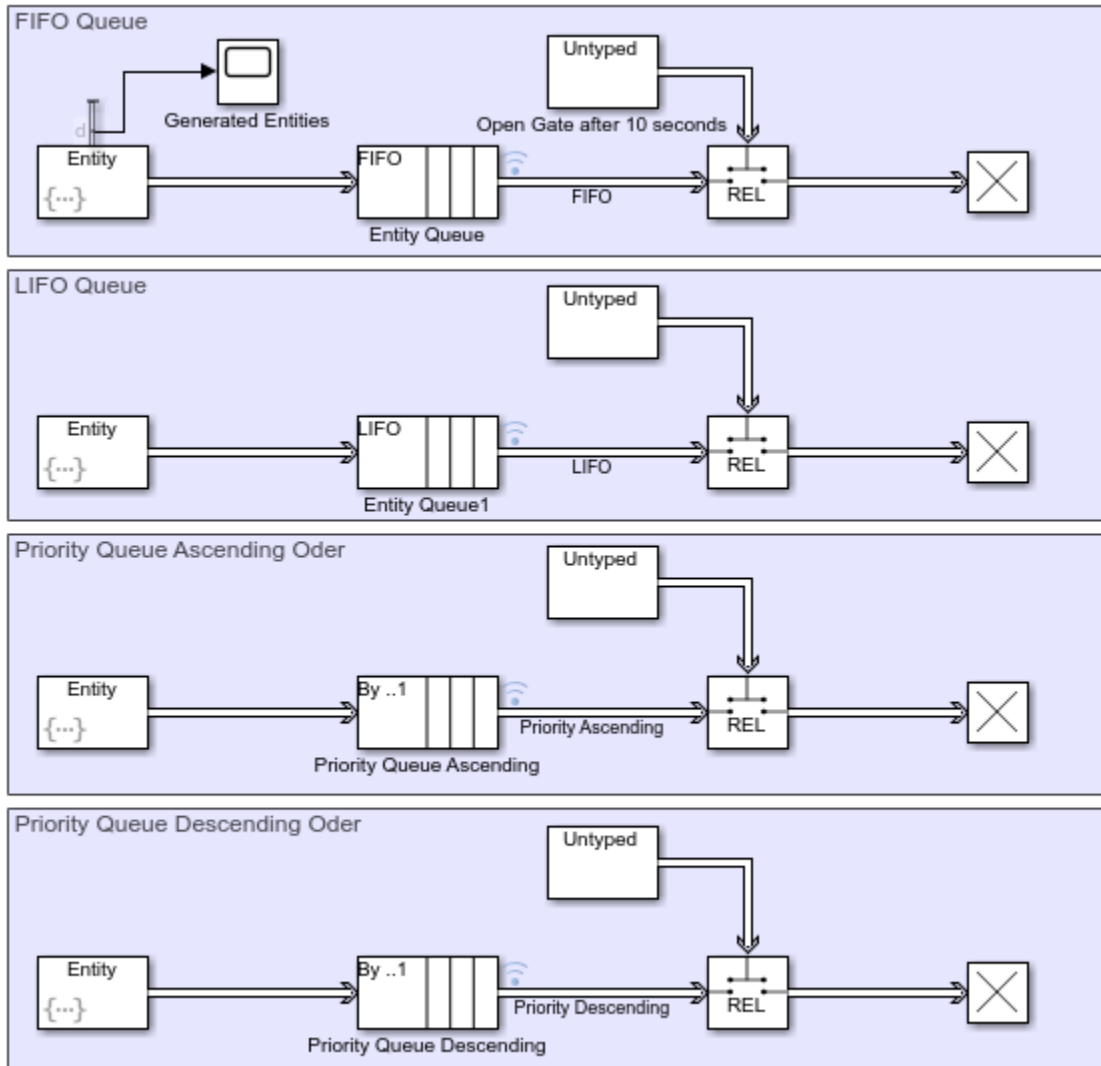 FIFO Queue
Untyped
Generated Entities
Open Gate after 10 seconds
d
Entity
{...}
FIFO
FIFO
REL
Entity Queue
LIFO Queue
Untyped
Entity
{...}
LIFO
LIFO
REL
Entity Queue1
Priority Queue Ascending Oder
Untyped
Entity
{...}
By ..1
Priority Ascending
REL
Priority Queue Ascending
Priority Queue Descending Oder
Untyped
Entity
{...}
By ..1
Priority Descending
REL
Priority Queue Descending